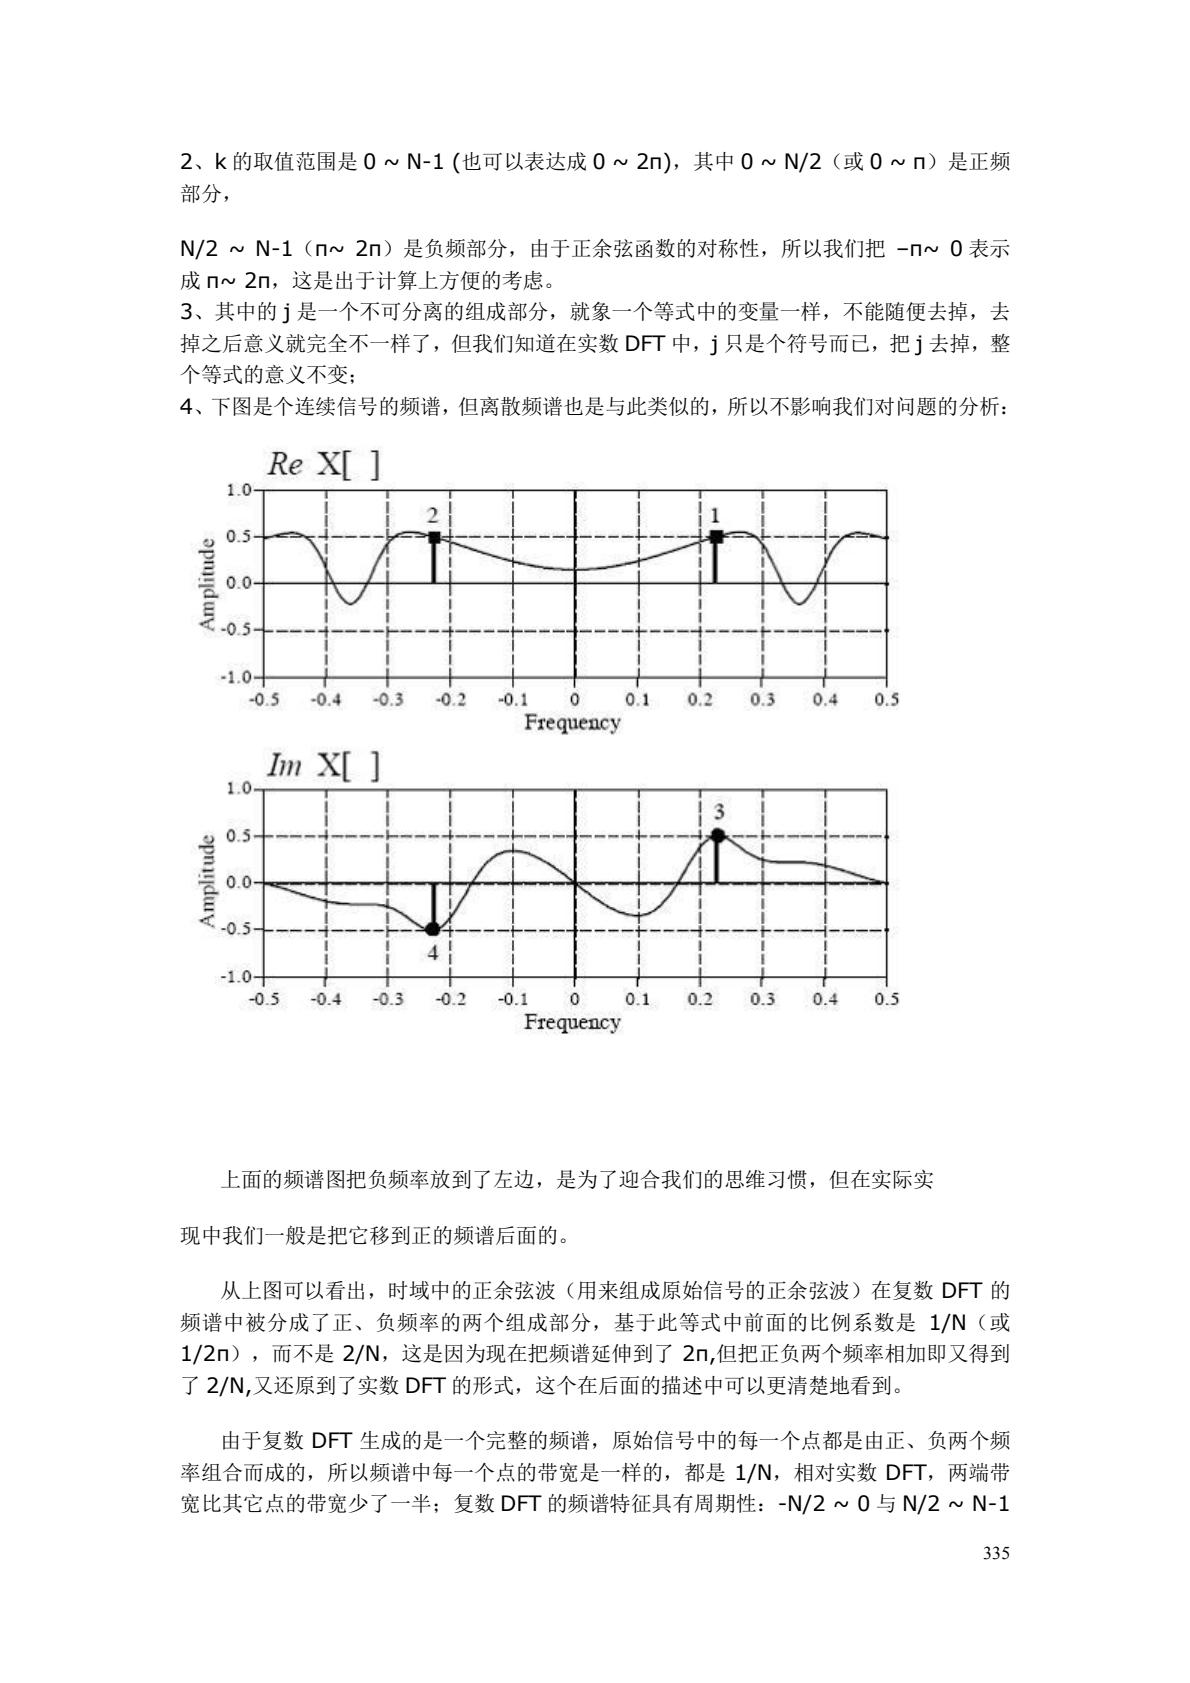 2、k 的取值范围是 0 ~ N-1 (也可以表达成 0 ~ 2π)，其中 0 ~ N/2（或 0 ~ π）是正频
部分，
N/2 ~ N-1（π~ 2π）是负频部分，由于正余弦函数的对称性，所以我们把 –π~ 0 表示
成 π~ 2π，这是出于计算上方便的考虑。
3、其中的 j 是一个不可分离的组成部分，就象一个等式中的变量一样，不能随便去掉，去
掉之后意义就完全不一样了，但我们知道在实数 DFT 中，j 只是个符号而已，把 j 去掉，整
个等式的意义不变；
4、下图是个连续信号的频谱，但离散频谱也是与此类似的，所以不影响我们对问题的分析：
Re X[ ]
1.0
0.5
0.0
-0.5
-1.0
Amplitude
2
1
-0.5 -0.4 -0.3 -0.2 -0.1 0 0.1 0.2 0.3 0.4 0.5
Frequency
Im X[ ]
1.0
0.5
0.0
-0.5
-1.0
Amplitude
3
4
-0.5 -0.4 -0.3 -0.2 -0.1 0 0.1 0.2 0.3 0.4 0.5
Frequency
上面的频谱图把负频率放到了左边，是为了迎合我们的思维习惯，但在实际实
现中我们一般是把它移到正的频谱后面的。
从上图可以看出，时域中的正余弦波（用来组成原始信号的正余弦波）在复数 DFT 的
频谱中被分成了正、负频率的两个组成部分，基于此等式中前面的比例系数是 1/N（或
1/2π），而不是 2/N，这是因为现在把频谱延伸到了 2π,但把正负两个频率相加即又得到
了 2/N,又还原到了实数 DFT 的形式，这个在后面的描述中可以更清楚地看到。
由于复数 DFT 生成的是一个完整的频谱，原始信号中的每一个点都是由正、负两个频
率组合而成的，所以频谱中每一个点的带宽是一样的，都是 1/N，相对实数 DFT，两端带
宽比其它点的带宽少了一半；复数 DFT 的频谱特征具有周期性：-N/2 ~ 0 与 N/2 ~ N-1
335